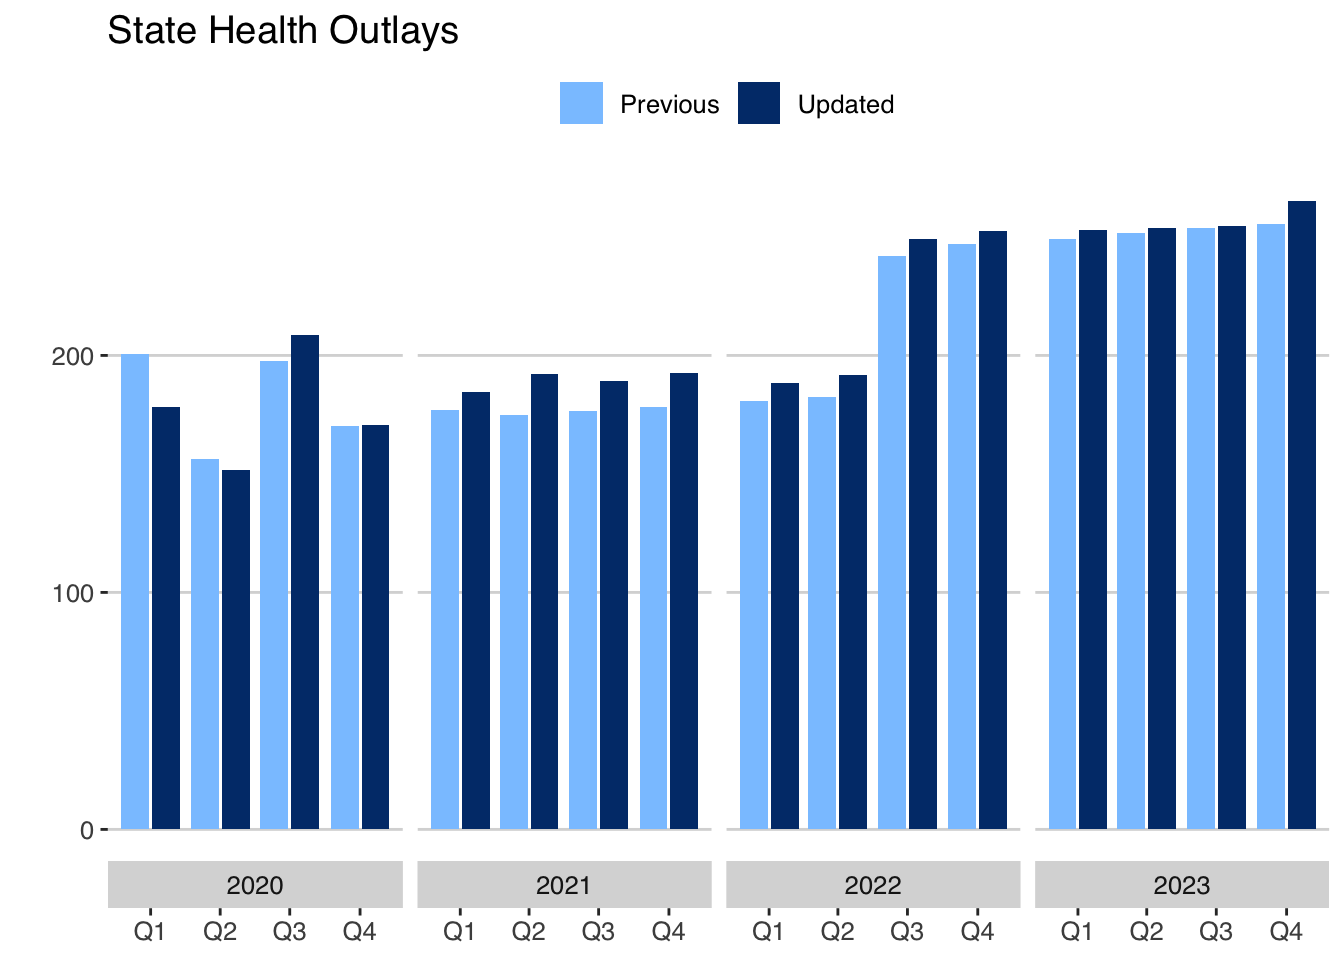 State Health Outlays
Previous Updated
200
100
0
2020 2021 2022 2023
Q1 Q2 Q3 Q4 Q1 Q2 Q3 Q4 Q1 Q2 Q3 Q4 Q1 Q2 Q3 Q4